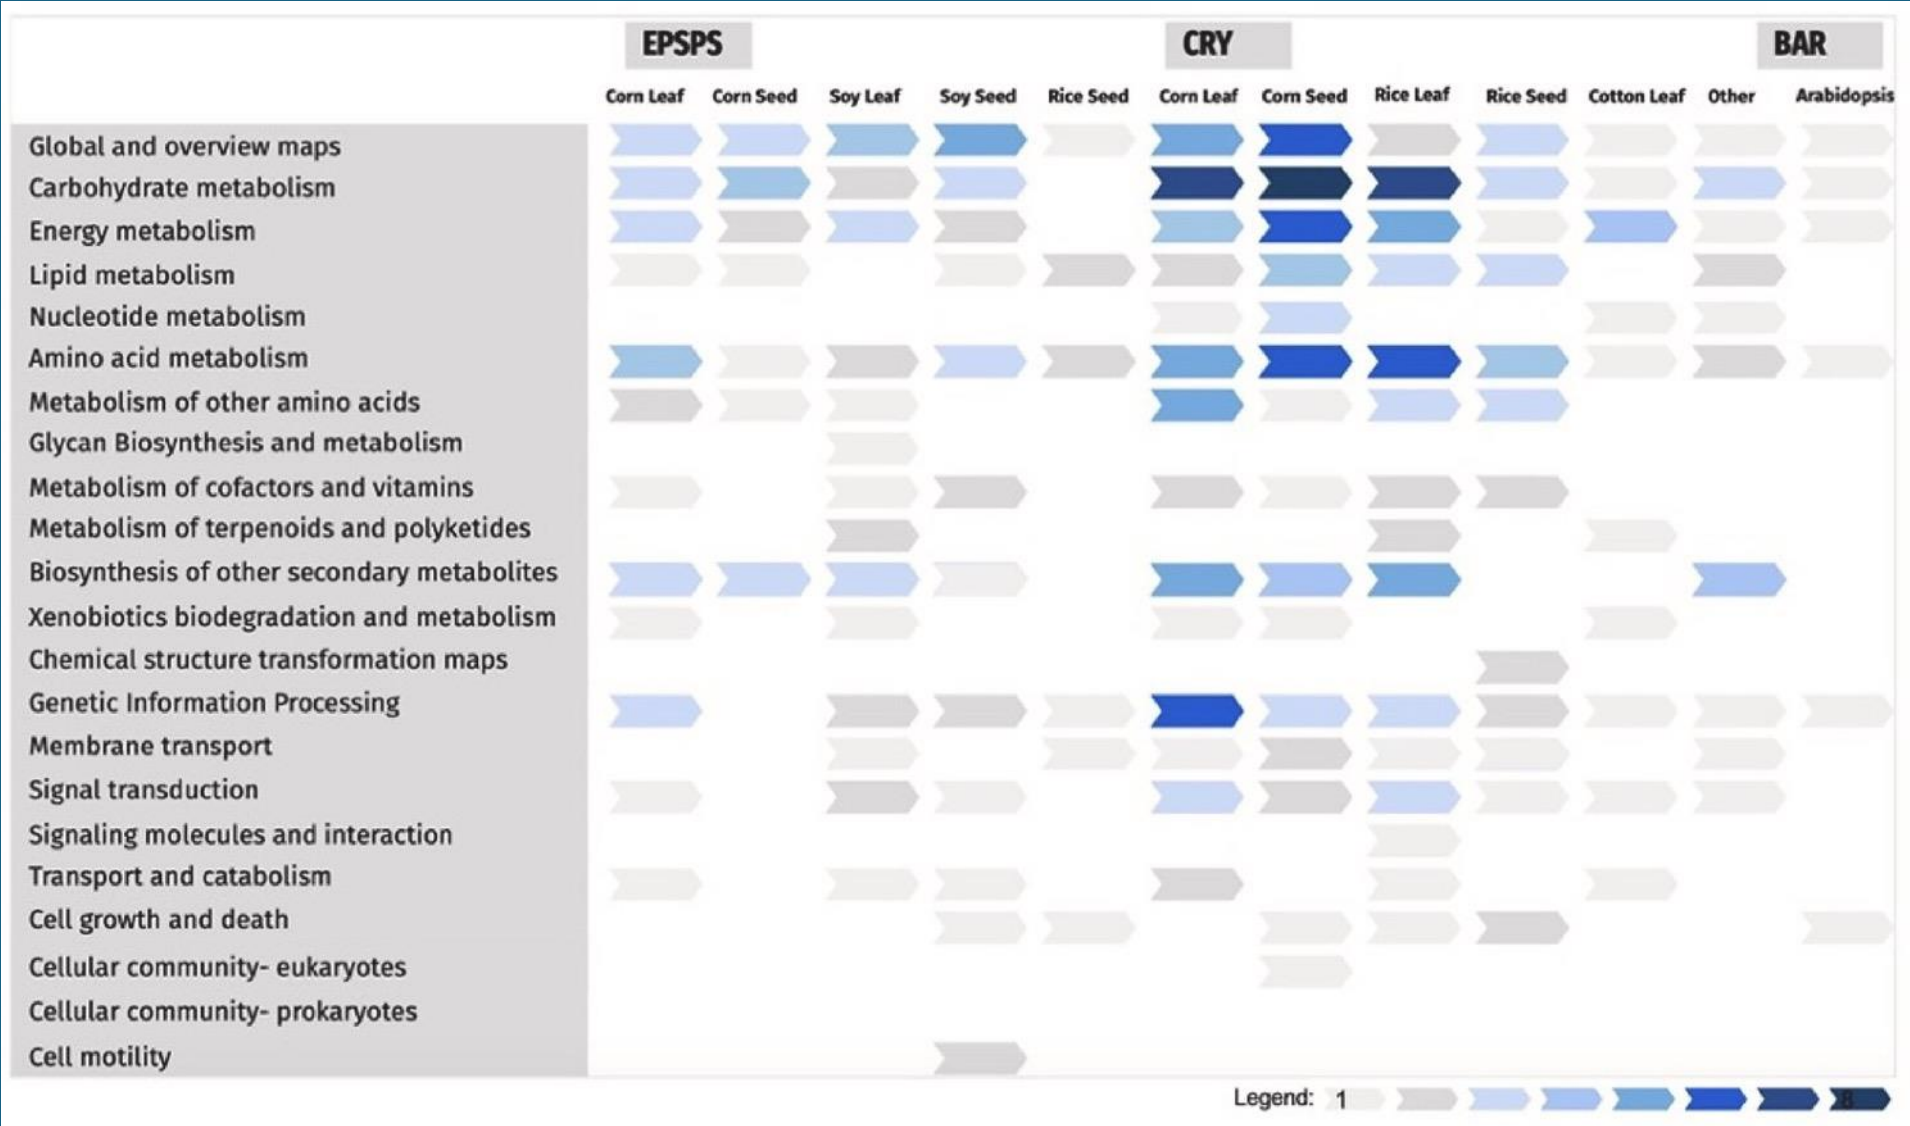 EPSPS CRY BAR
Corn Leaf Corn Seed Soy Leaf Soy Seed Rice Seed Corn Leaf Corn Seed Rice Leaf Rice Seed Cotton Leaf Other Arabidopsis
Global and overview maps
Carbohydrate metabolism
Energy metabolism
Lipid metabolism
Nucleotide metabolism
Amino acid metabolism
Metabolism of other amino acids
Glycan Biosynthesis and metabolism
Metabolism of cofactors and vitamins
Metabolism of terpenoids and polyketides
Biosynthesis of other secondary metabolites
Xenobiotics biodegradation and metabolism
Chemical structure transformation maps
Genetic Information Processing
Membrane transport
Signal transduction
Signaling molecules and interaction
Transport and catabolism
Cell growth and death
Cellular community- eukaryotes
Cellular community- prokaryotes
Cell motility
Legend: 1 8